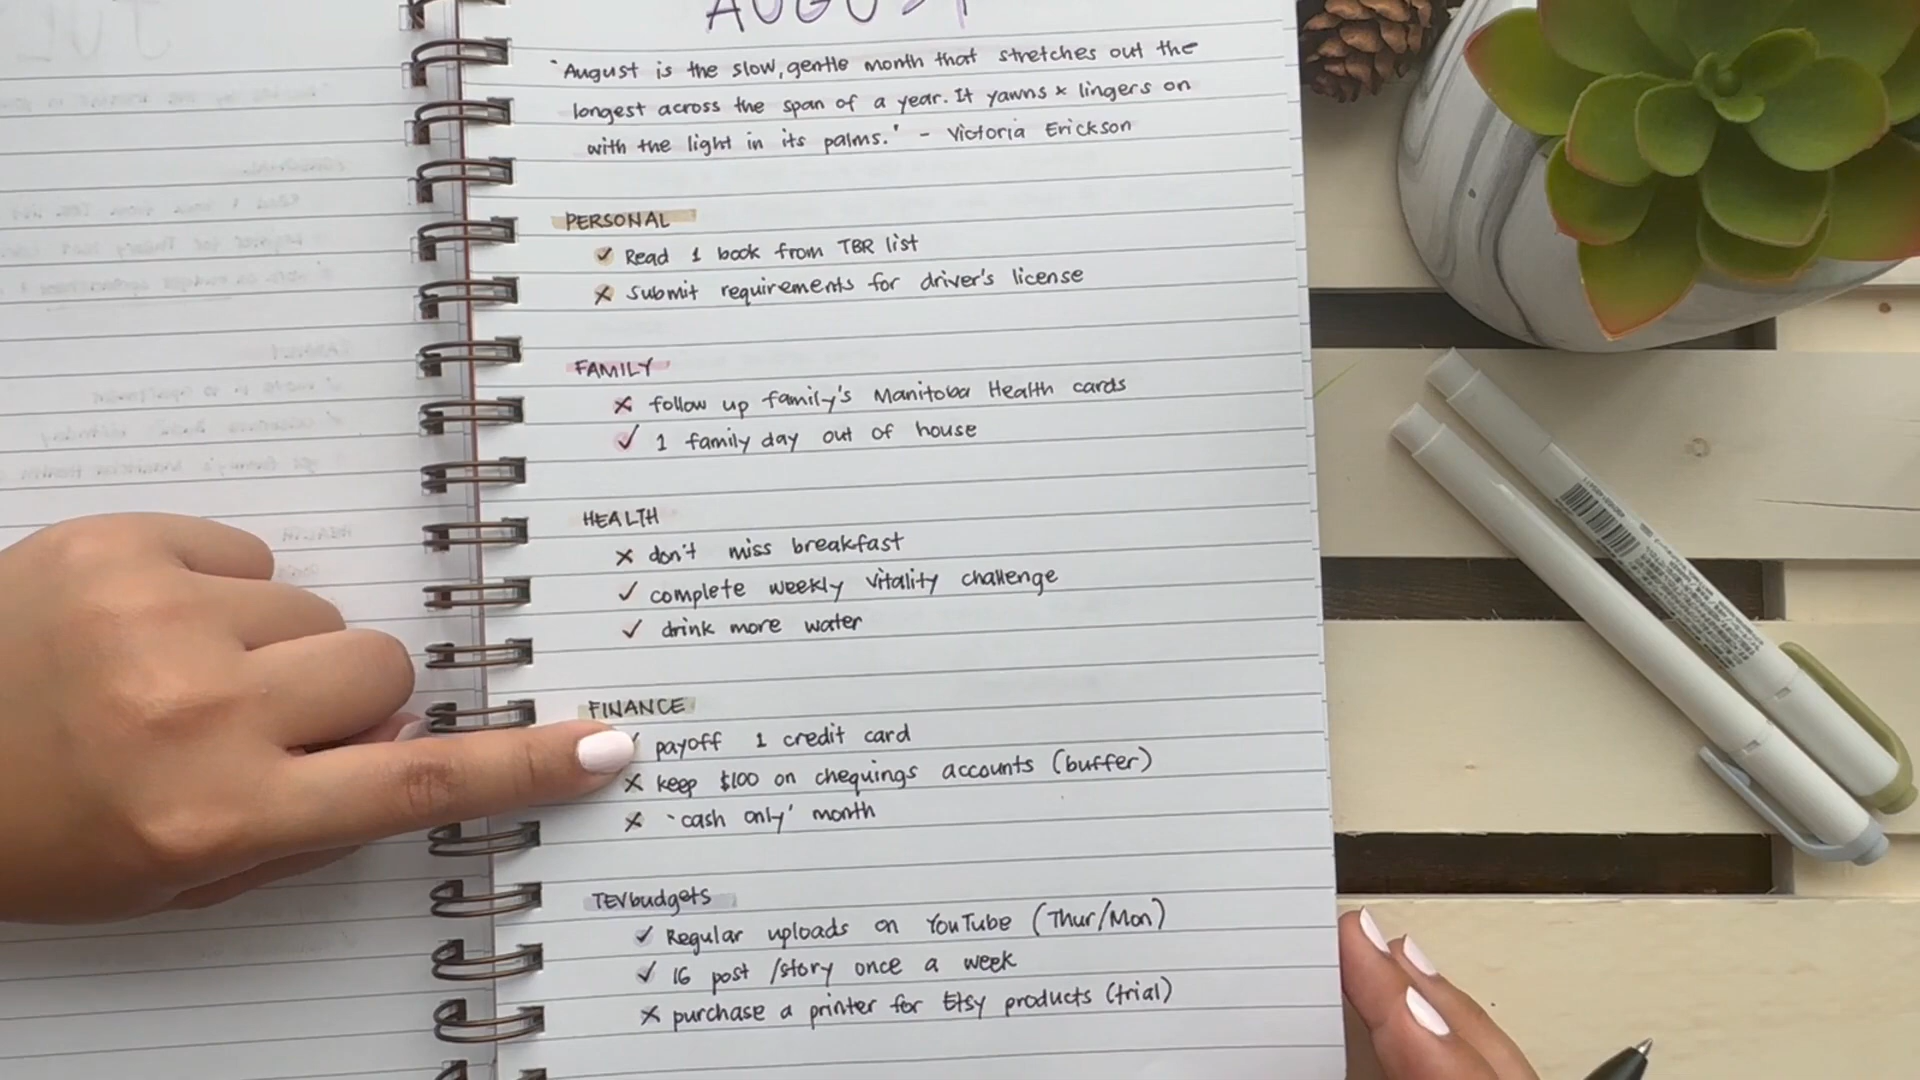 AUGUST
`August is the slow, gentle month that stretches out the
longest across the span of a year. It yawns & lingers on
with the light in its palms.' - Victoria Erickson
PERSONAL
✓ Read 1 book from TBR list
✗ submit requirements for driver's license
FAMILY
✗ follow up family's Manitoba Health cards
✓ 1 family day out of house
HEALTH
✗ don't miss breakfast
✓ complete weekly vitality challenge
✓ drink more water
FINANCE
✓ payoff 1 credit card
✗ keep $100 on chequings accounts (buffer)
✗ `cash only' month
TEVbudgets
✓ Regular uploads on YouTube (Thur/Mon)
✓ IG post /story once a week
✗ purchase a printer for Etsy products (trial)